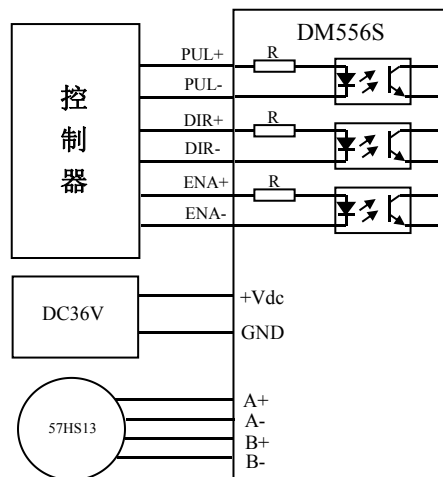 DM556S
控
制
器
PUL+
R
PUL-
DIR+
R
DIR-
ENA+
R
ENA-
DC36V
+Vdc
GND
57HS13
A+
A-
B+
B-